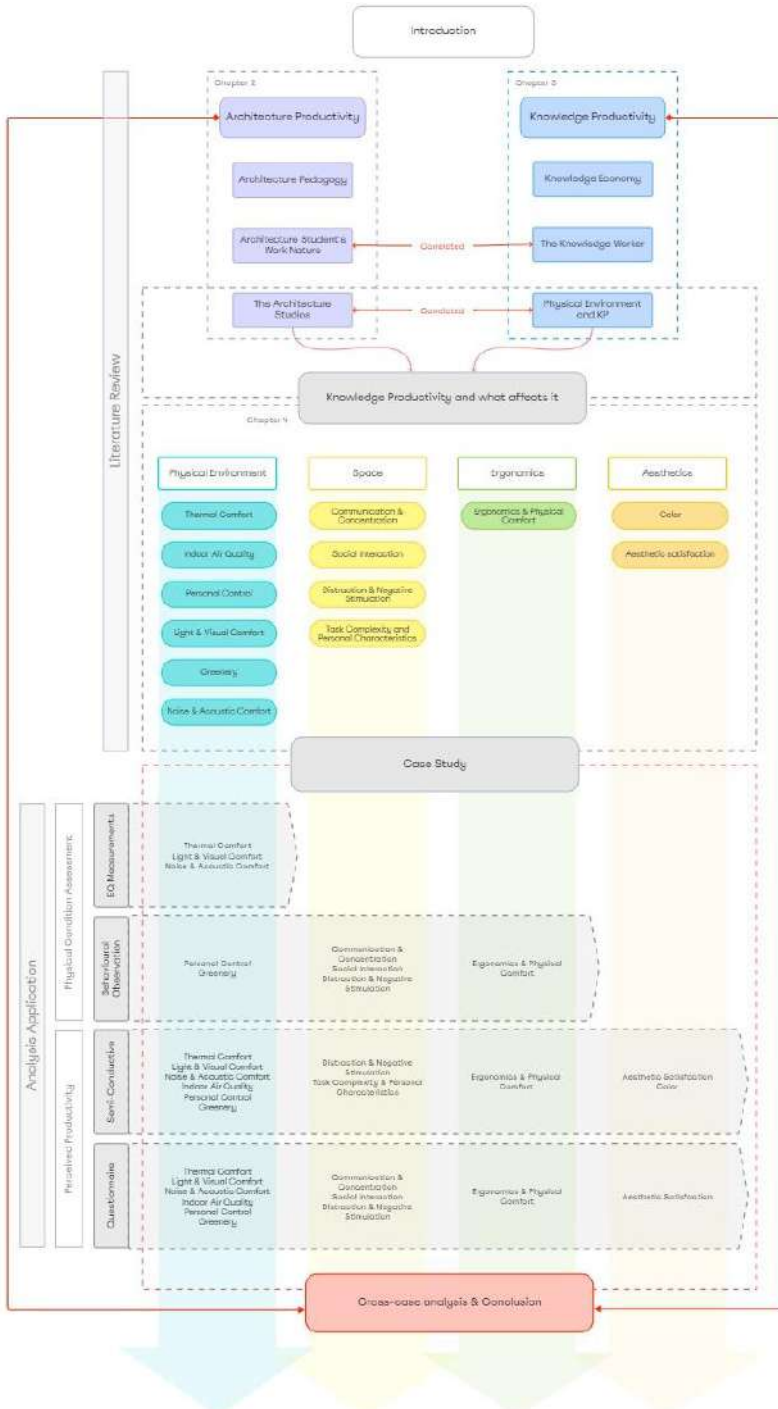 Introduction
Chapter 2
Chapter 3
Architecture Productivity
Knowledge Productivity
Architecture Pedagogy
Knowledge Economy
Architecture Student's
Work Nature
Correlated
The Knowledge Worker
The Architecture
Studios
Correlated
Physical Environment
and KP
Knowledge Productivity and what affects it
Literature Review
Chapter 4
Physical Environment
Space
Ergonomics
Aesthetics
Thermal Comfort
Communication &
Concentration
Ergonomics & Physical
Comfort
Color
Indoor Air Quality
Social Interaction
Aesthetic satisfaction
Personal Control
Distraction & Negative
Stimulation
Light & Visual Comfort
Task Complexity and
Personal Characteristics
Greenery
Noise & Acoustic Comfort
Case Study
Analysis Application
Physical Condition Assessment
EQ Measurements
Thermal Comfort
Light & Visual Comfort
Noise & Acoustic Comfort
Behavioural
Observation
Personal Control
Greenery
Communication &
Concentration
Social Interaction
Distraction & Negative
Stimulation
Ergonomics & Physical
Comfort
Perceived Productivity
Semi-Conductive
Thermal Comfort
Light & Visual Comfort
Noise & Acoustic Comfort
Indoor Air Quality
Personal Control
Greenery
Distraction & Negative
Stimulation
Task Complexity & Personal
Characteristics
Ergonomics & Physical
Comfort
Aesthetic Satisfaction
Color
Questionnaire
Thermal Comfort
Light & Visual Comfort
Noise & Acoustic Comfort
Indoor Air Quality
Personal Control
Greenery
Communication &
Concentration
Social Interaction
Distraction & Negative
Stimulation
Ergonomics & Physical
Comfort
Aesthetic Satisfaction
Cross-case analysis & Conclusion